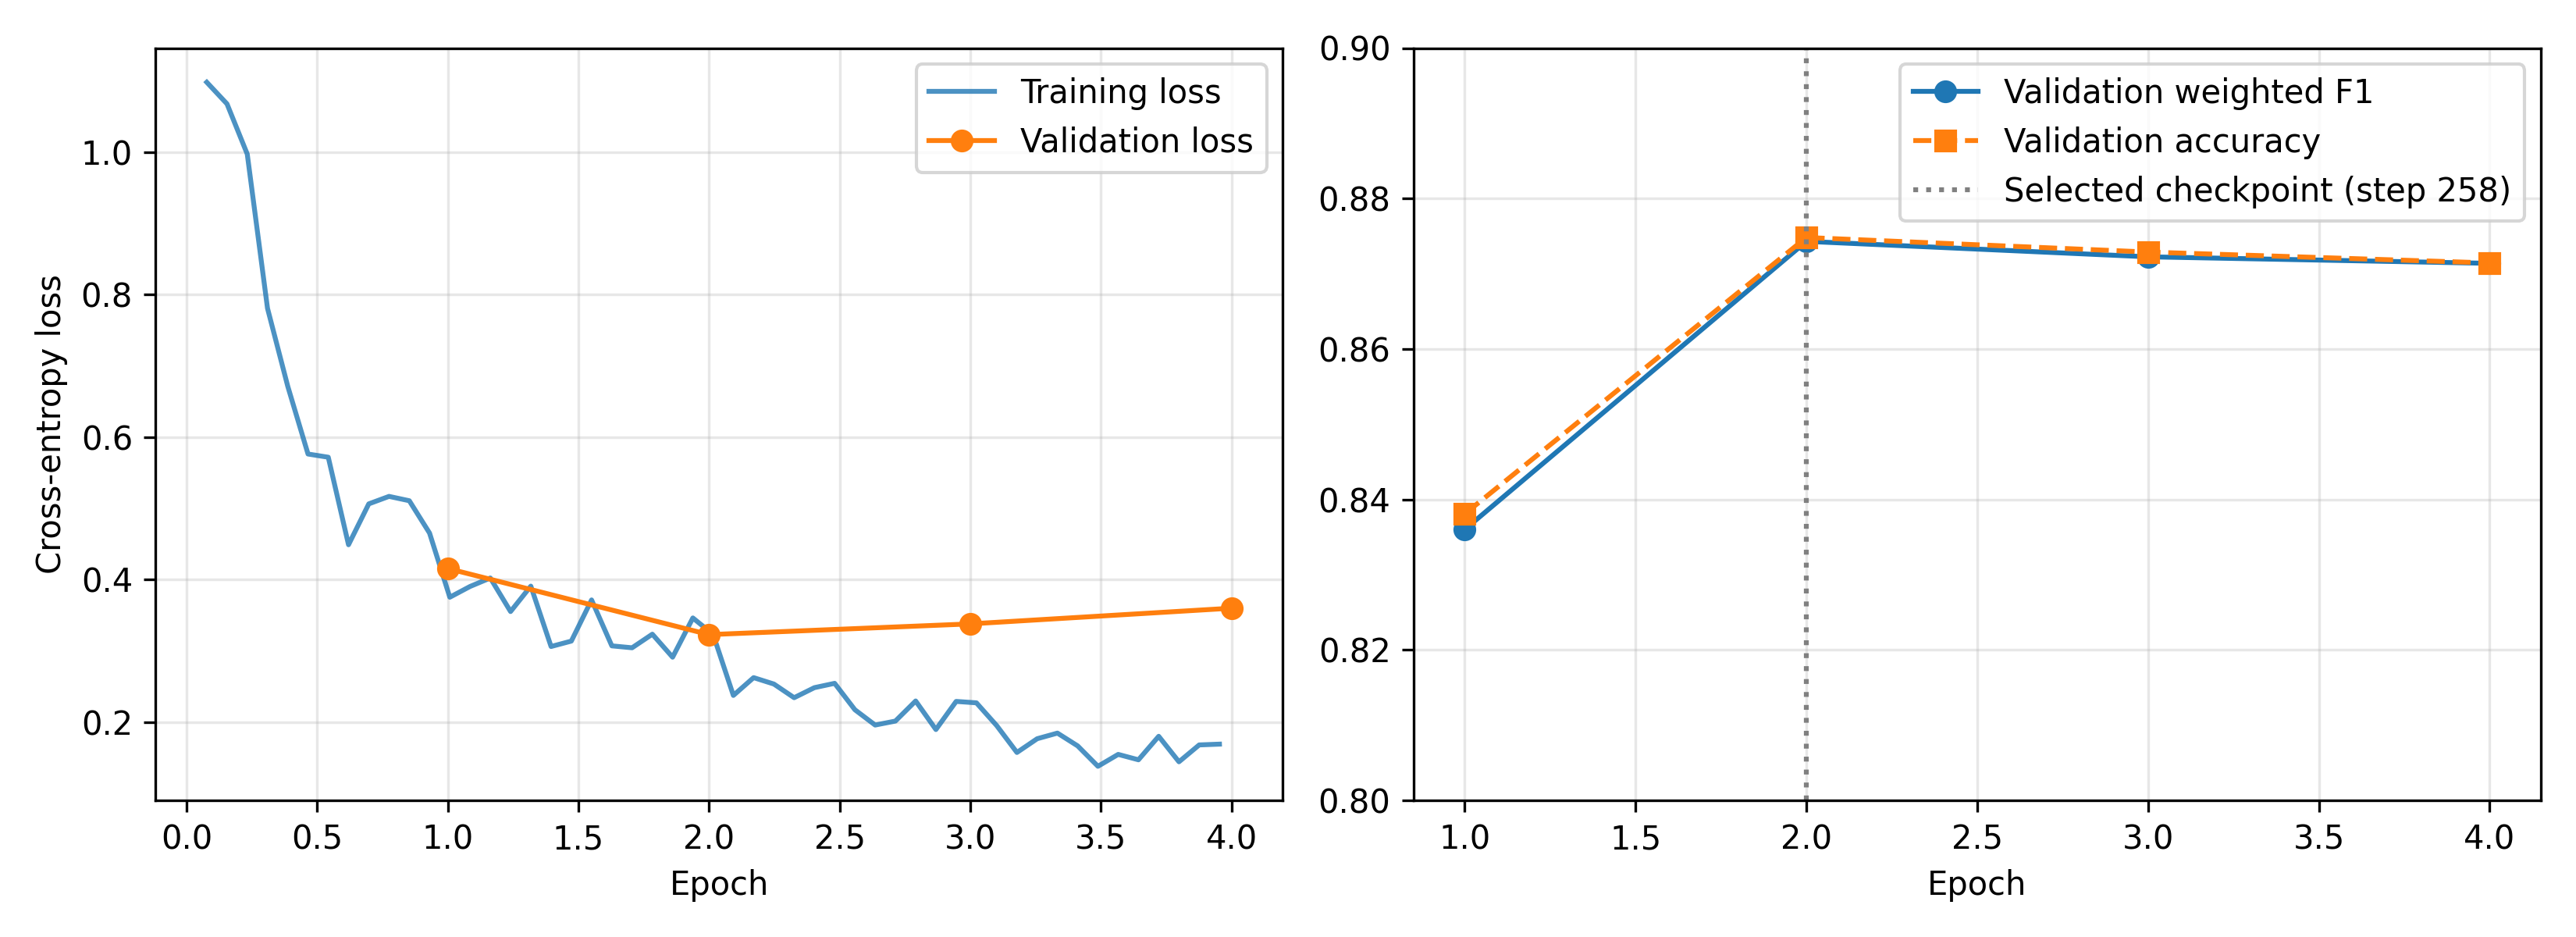 Cross-entropy loss
1.0
0.8
0.6
0.4
0.2
Training loss
Validation loss
0.0 0.5 1.0 1.5 2.0 2.5 3.0 3.5 4.0
Epoch
0.90
0.88
0.86
0.84
0.82
0.80
Validation weighted F1
Validation accuracy
Selected checkpoint (step 258)
1.0 1.5 2.0 2.5 3.0 3.5 4.0
Epoch